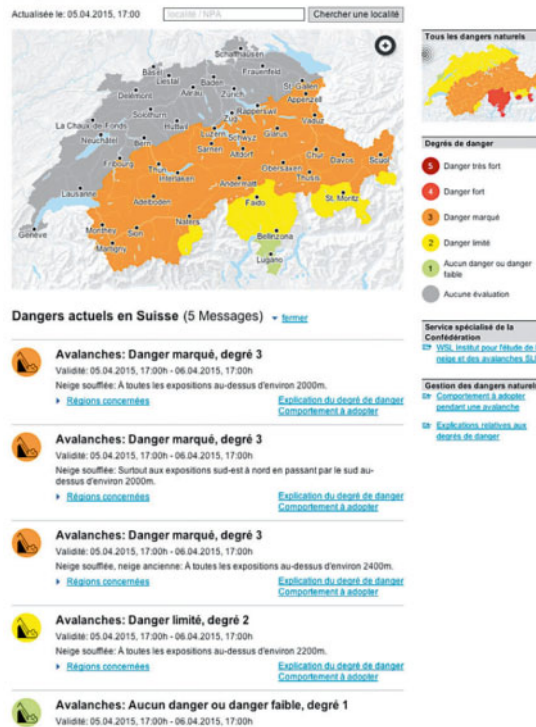 Actualisée le: 05.04.2015, 17:00
localité / NPA
Chercher une localité
Schaffhausen
Basel
Liestal
Baden
Frauenfeld
Delémont
Aarau
Zürich
St. Gallen
Appenzell
Solothurn
Rapperswil
La Chaux-de-Fonds
Huttwil
Zug
Vaduz
Neuchâtel
Bern
Luzern
Schwyz
Glarus
Sarnen
Altdorf
Fribourg
Thun
Chur
Davos
Scuol
Interlaken
Obersaxen
Thusis
Andermatt
Lausanne
Adelboden
Faido
St. Moritz
Genève
Monthey
Sion
Naters
Bellinzona
Martigny
Lugano
Tous les dangers naturels
Degrés de danger
5 Danger très fort
4 Danger fort
3 Danger marqué
2 Danger limité
1 Aucun danger ou danger
faible
Aucune évaluation
Service spécialisé de la
Confédération
WSL Institut pour l'étude de la
neige et des avalanches SLF
Gestion des dangers naturels
Comportement à adopter
pendant une avalanche
Explications relatives aux
degrés de danger
Dangers actuels en Suisse (5 Messages) fermer
Avalanches: Danger marqué, degré 3
Validité: 05.04.2015, 17:00h - 06.04.2015, 17:00h
Neige soufflée: À toutes les expositions au-dessus d'environ 2000m.
Régions concernées
Explication du degré de danger
Comportement à adopter
Avalanches: Danger marqué, degré 3
Validité: 05.04.2015, 17:00h - 06.04.2015, 17:00h
Neige soufflée: Surtout aux expositions sud-est à nord en passant par le sud au-
dessus d'environ 2000m.
Régions concernées
Explication du degré de danger
Comportement à adopter
Avalanches: Danger marqué, degré 3
Validité: 05.04.2015, 17:00h - 06.04.2015, 17:00h
Neige soufflée, neige ancienne: À toutes les expositions au-dessus d'environ 2400m.
Régions concernées
Explication du degré de danger
Comportement à adopter
Avalanches: Danger limité, degré 2
Validité: 05.04.2015, 17:00h - 06.04.2015, 17:00h
Neige soufflée: À toutes les expositions au-dessus d'environ 2200m.
Régions concernées
Explication du degré de danger
Comportement à adopter
Avalanches: Aucun danger ou danger faible, degré 1
Validité: 05.04.2015, 17:00h - 06.04.2015, 17:00h